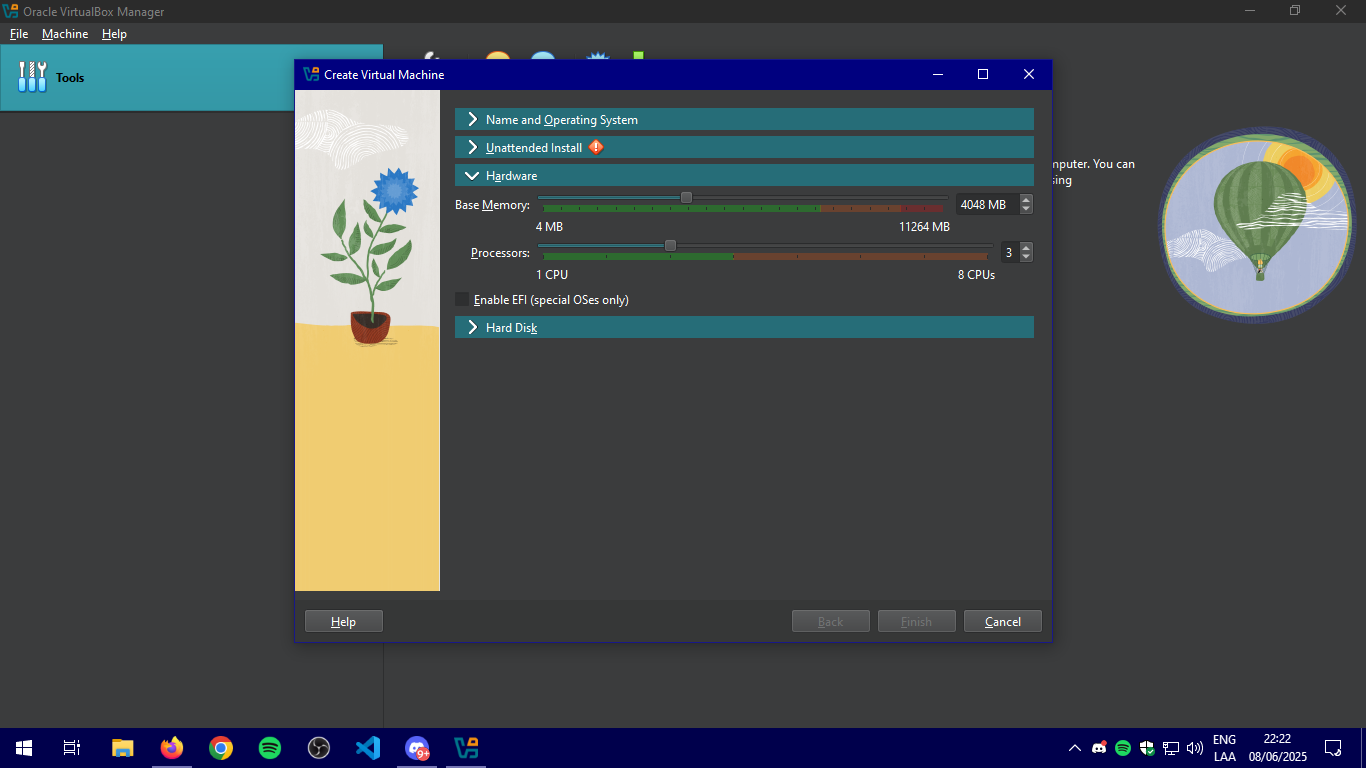 Oracle VirtualBox Manager
File Machine Help
Tools
Create Virtual Machine
Name and Operating System
Unattended Install
Hardware
Base Memory: 4048 MB
4 MB 11264 MB
Processors: 3
1 CPU 8 CPUs
Enable EFI (special OSes only)
Hard Disk
mputer. You can
sing
Help Back Finish Cancel
9+
ENG 22:22
LAA 08/06/2025